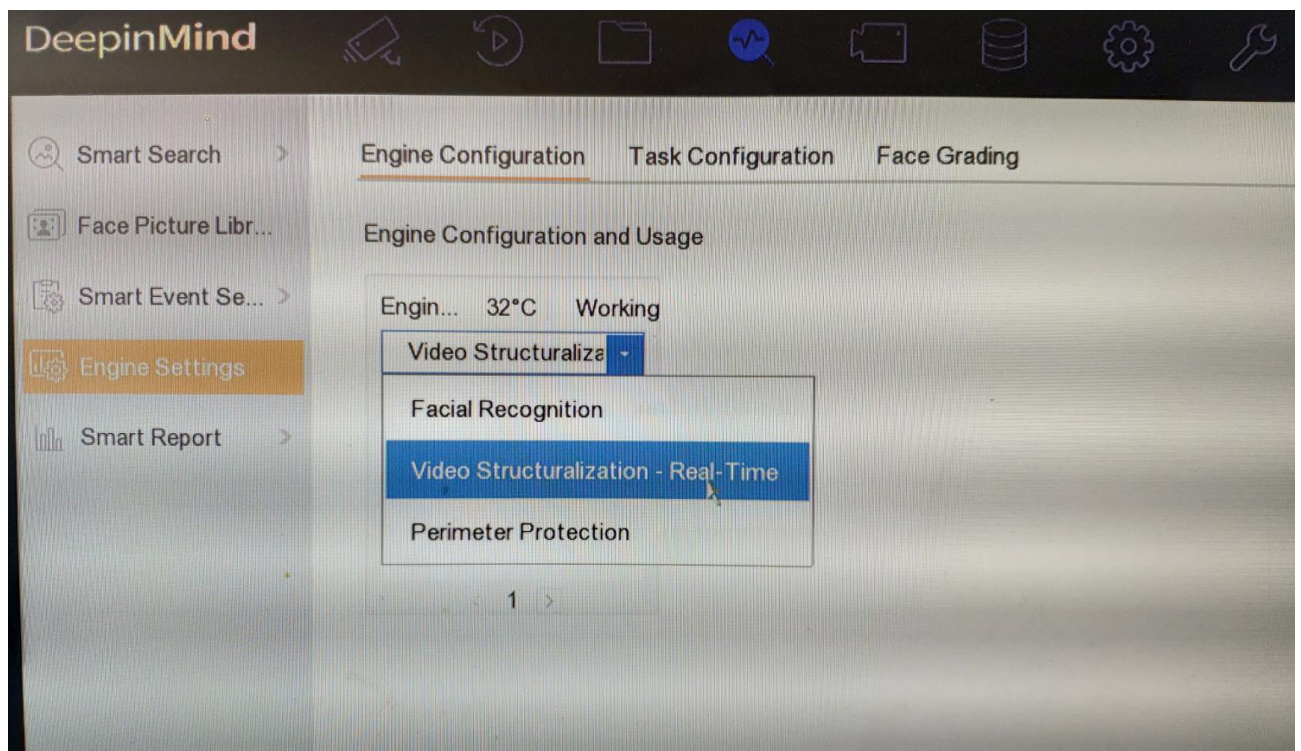 DeepinMind
Smart Search
Face Picture Libr...
Smart Event Se...
Engine Settings
Smart Report
Engine Configuration Task Configuration Face Grading
Engine Configuration and Usage
Engin... 32°C Working
Video Structuraliza
Facial Recognition
Video Structuralization - Real-Time
Perimeter Protection
1